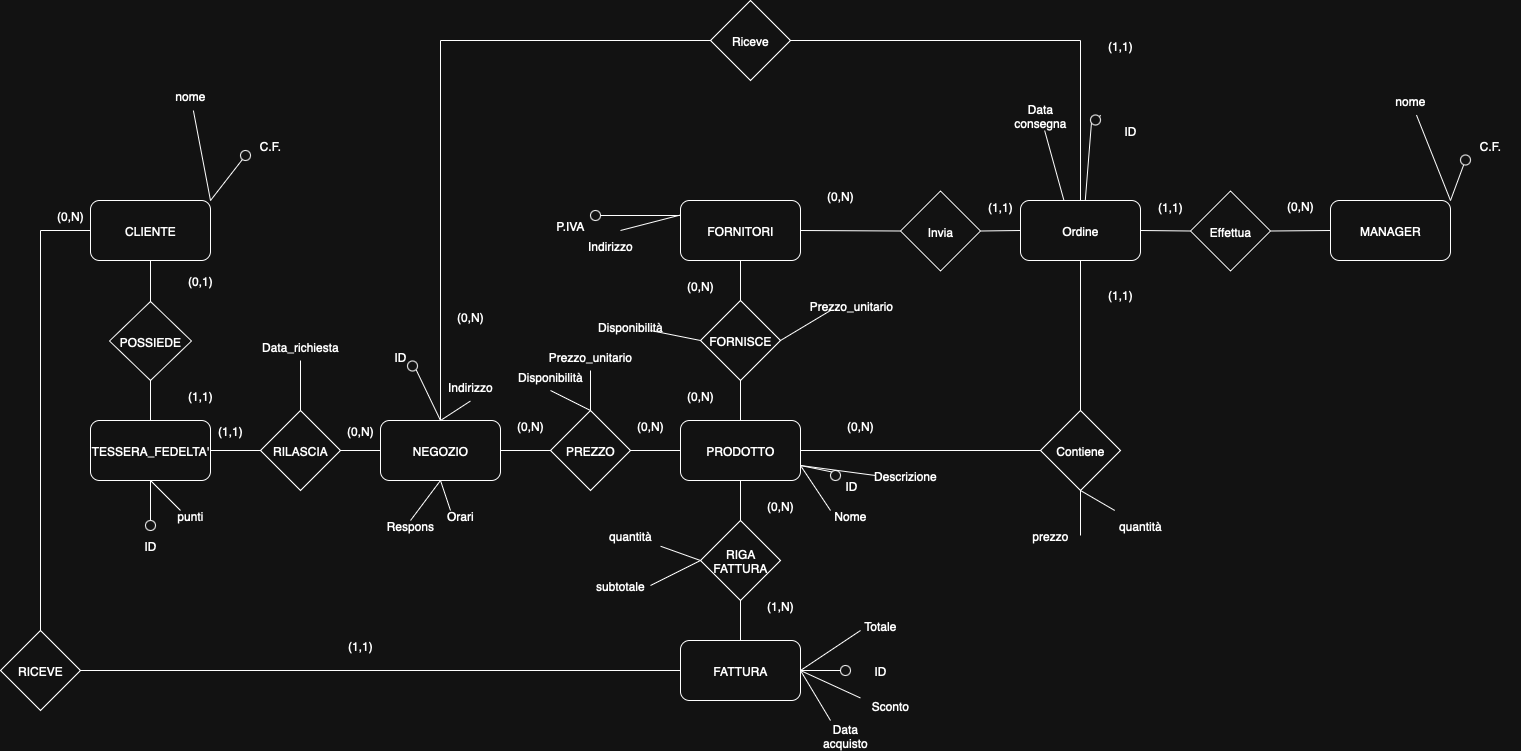 Riceve
(1,1)
nome
C.F.
Data
consegna
ID
nome
C.F.
(0,N)
CLIENTE
P.IVA
Indirizzo
FORNITORI
(0,N)
Invia
(1,1)
Ordine
(1,1)
Effettua
(0,N)
MANAGER
(0,1)
(0,N)
(1,1)
POSSIEDE
Data_richiesta
(0,N)
ID
Indirizzo
Prezzo_unitario
Disponibilità
Disponibilità
FORNISCE
Prezzo_unitario
(1,1)
(0,N)
TESSERA_FEDELTA'
(1,1)
RILASCIA
(0,N)
NEGOZIO
(0,N)
PREZZO
(0,N)
PRODOTTO
(0,N)
Contiene
punti
ID
Respons
Orari
Descrizione
ID
Nome
(0,N)
prezzo
quantità
quantità
subtotale
RIGA
FATTURA
(1,N)
RICEVE
(1,1)
FATTURA
Totale
ID
Sconto
Data
acquisto